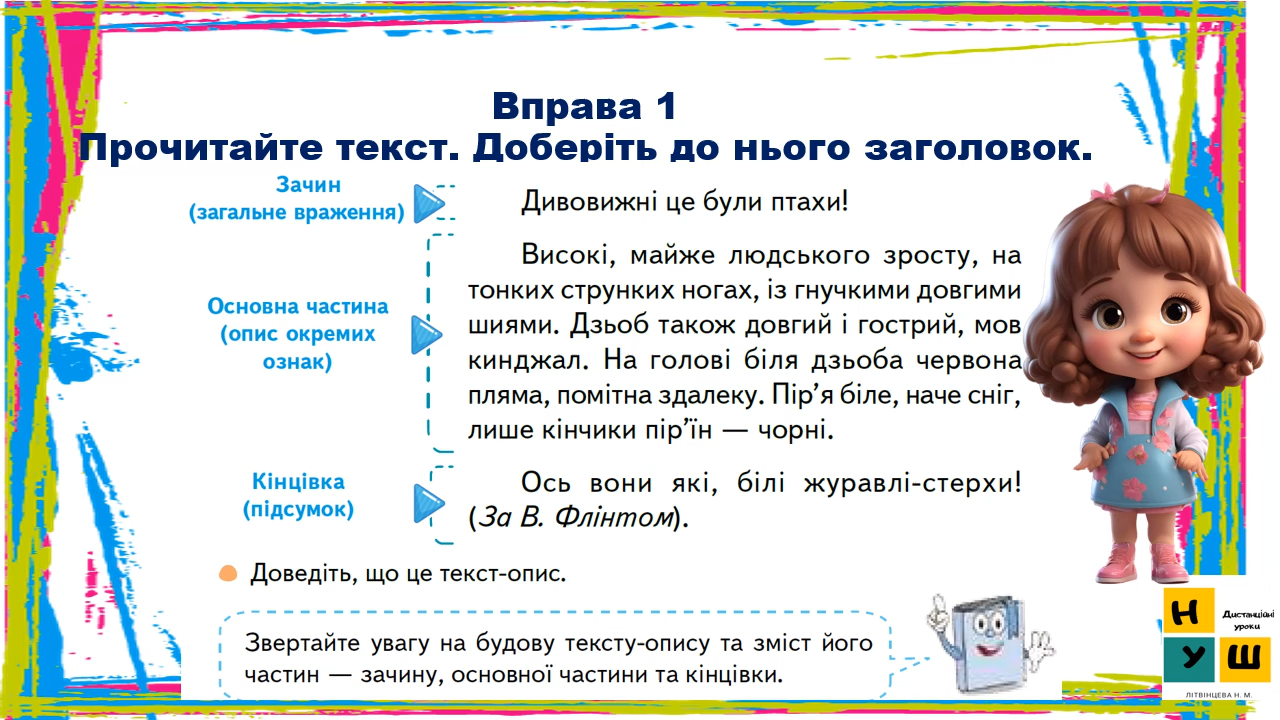 Вправа 1
Прочитайте текст. Доберіть до нього заголовок.
Зачин
(загальне враження)
Дивовижні це були птахи!
Основна частина
(опис окремих
ознак)
Високі, майже людського зросту, на
тонких струнких ногах, із гнучкими довгими
шиями. Дзьоб також довгий і гострий, мов
кинджал. На голові біля дзьоба червона
пляма, помітна здалеку. Пір’я біле, наче сніг,
лише кінчики пір’їн — чорні.
Кінцівка
(підсумок)
Ось вони які, білі журавлі-стерхи!
(За В. Флінтом).
Доведіть, що це текст-опис.
Звертайте увагу на будову тексту-опису та зміст його
частин — зачину, основної частини та кінцівки.
Н
Дистанційні
уроки
У Ш
ЛІТВІНЦЕВА Н. М.